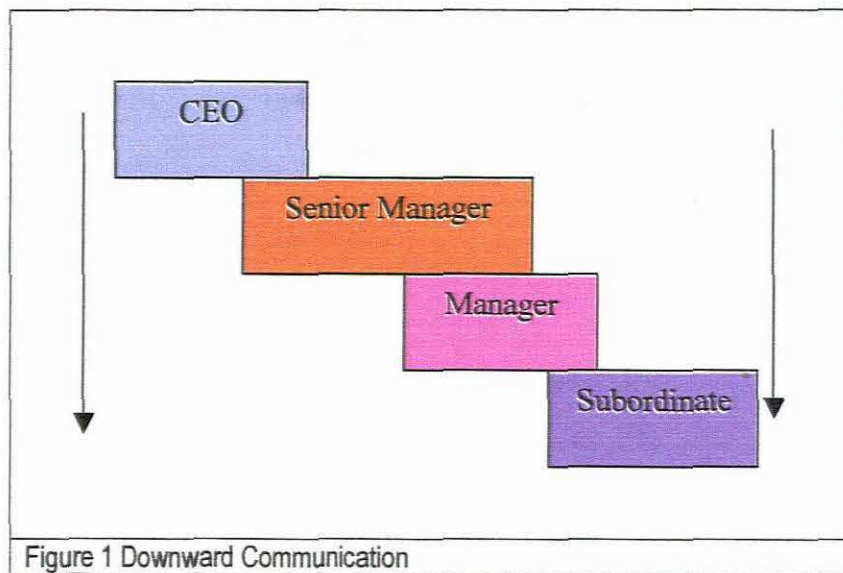 CEO
Senior Manager
Manager
Subordinate
Figure 1 Downward Communication